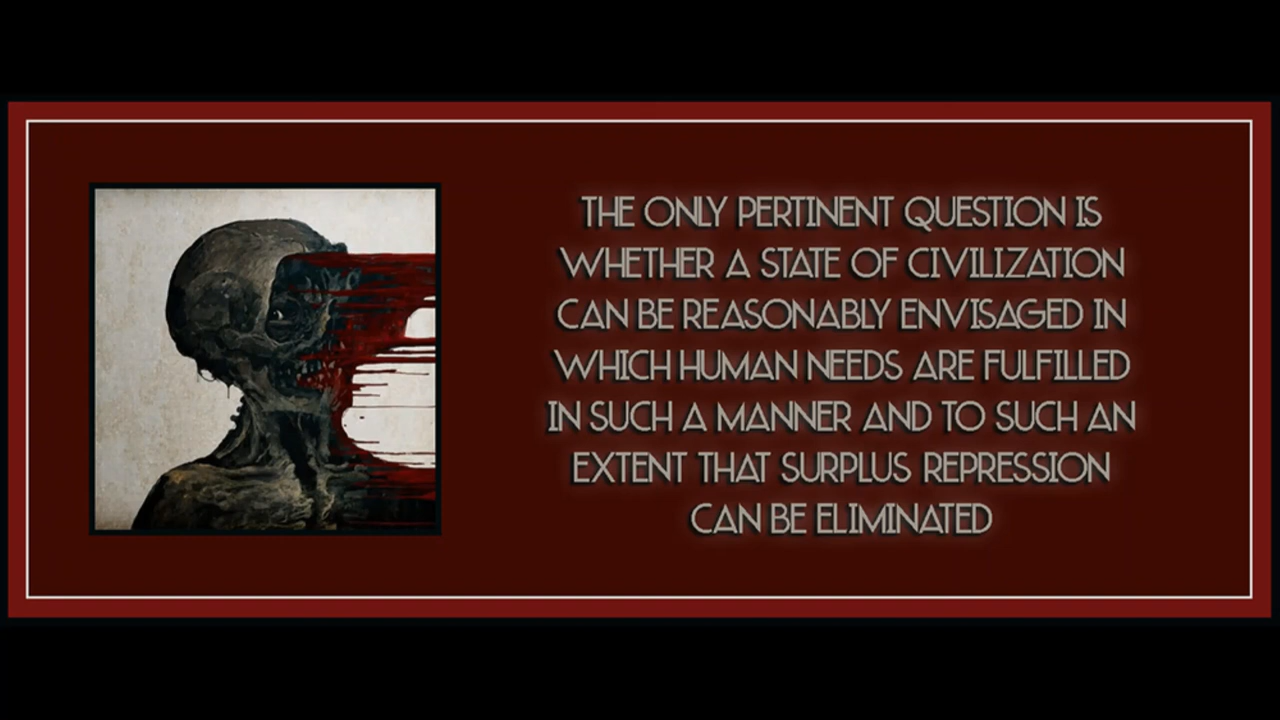 THE ONLY PERTINENT QUESTION IS
WHETHER A STATE OF CIVILIZATION
CAN BE REASONABLY ENVISAGED IN
WHICH HUMAN NEEDS ARE FULFILLED
IN SUCH A MANNER AND TO SUCH AN
EXTENT THAT SURPLUS REPRESSION
CAN BE ELIMINATED